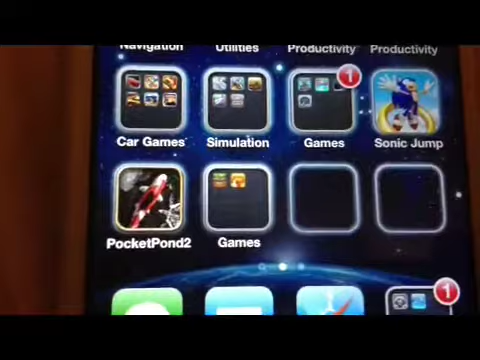 Navigation Utilities Productivity Productivity
1
Car Games Simulation Games Sonic Jump
PocketPond2 Games
1